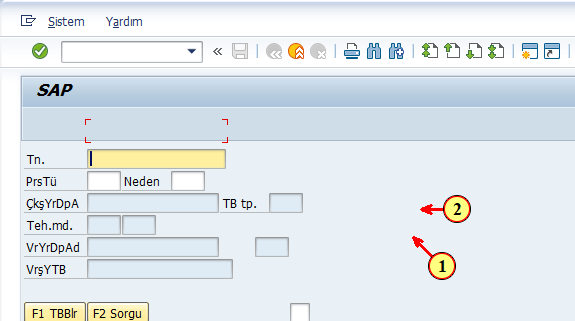 Sistem Yardım
SAP
Tn.
PrsTü Neden
ÇkşYrDpA TB tp.
2
Teh.md.
VrYrDpAd
1
VrşYTB
F1 TBBlr F2 Sorgu